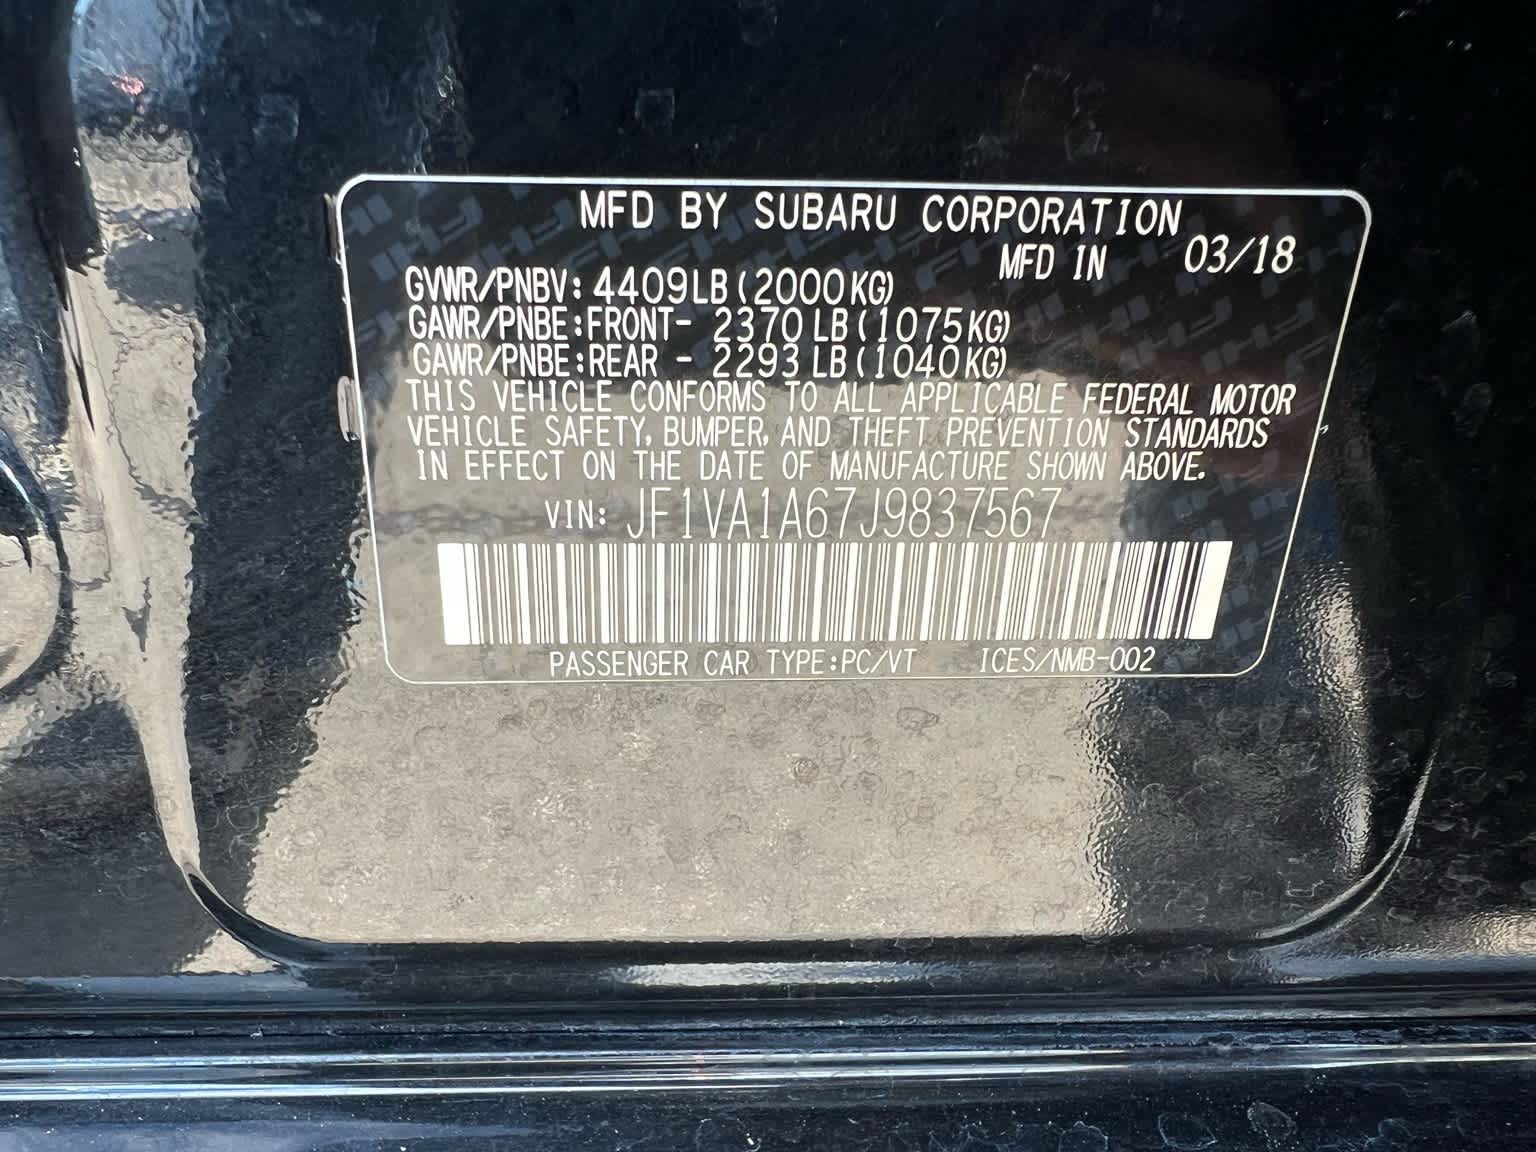 MFD BY SUBARU CORPORATION
MFD IN 03/18
GVWR/PNBV: 4409LB(2000KG)
GAWR/PNBE:FRONT- 2370LB(1075KG)
GAWR/PNBE:REAR - 2293LB(1040KG)
THIS VEHICLE CONFORMS TO ALL APPLICABLE FEDERAL MOTOR
VEHICLE SAFETY, BUMPER, AND THEFT PREVENTION STANDARDS
IN EFFECT ON THE DATE OF MANUFACTURE SHOWN ABOVE.
VIN: JF1VA1A67J9837567
PASSENGER CAR TYPE:PC/VT ICES/NMB-002